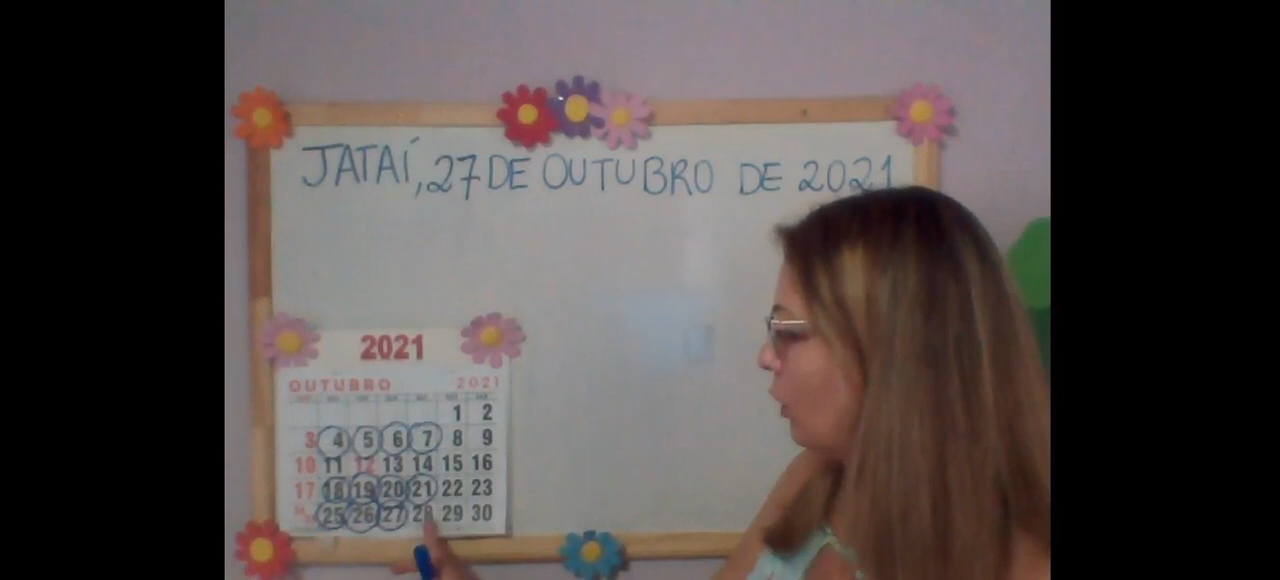 JATAÍ, 27 DE OUTUBRO DE 2021
2021
OUTUBRO 2021
1 2
3 4 5 6 7 8 9
10 11 12 13 14 15 16
17 18 19 20 21 22 23
25 26 27 28 29 30